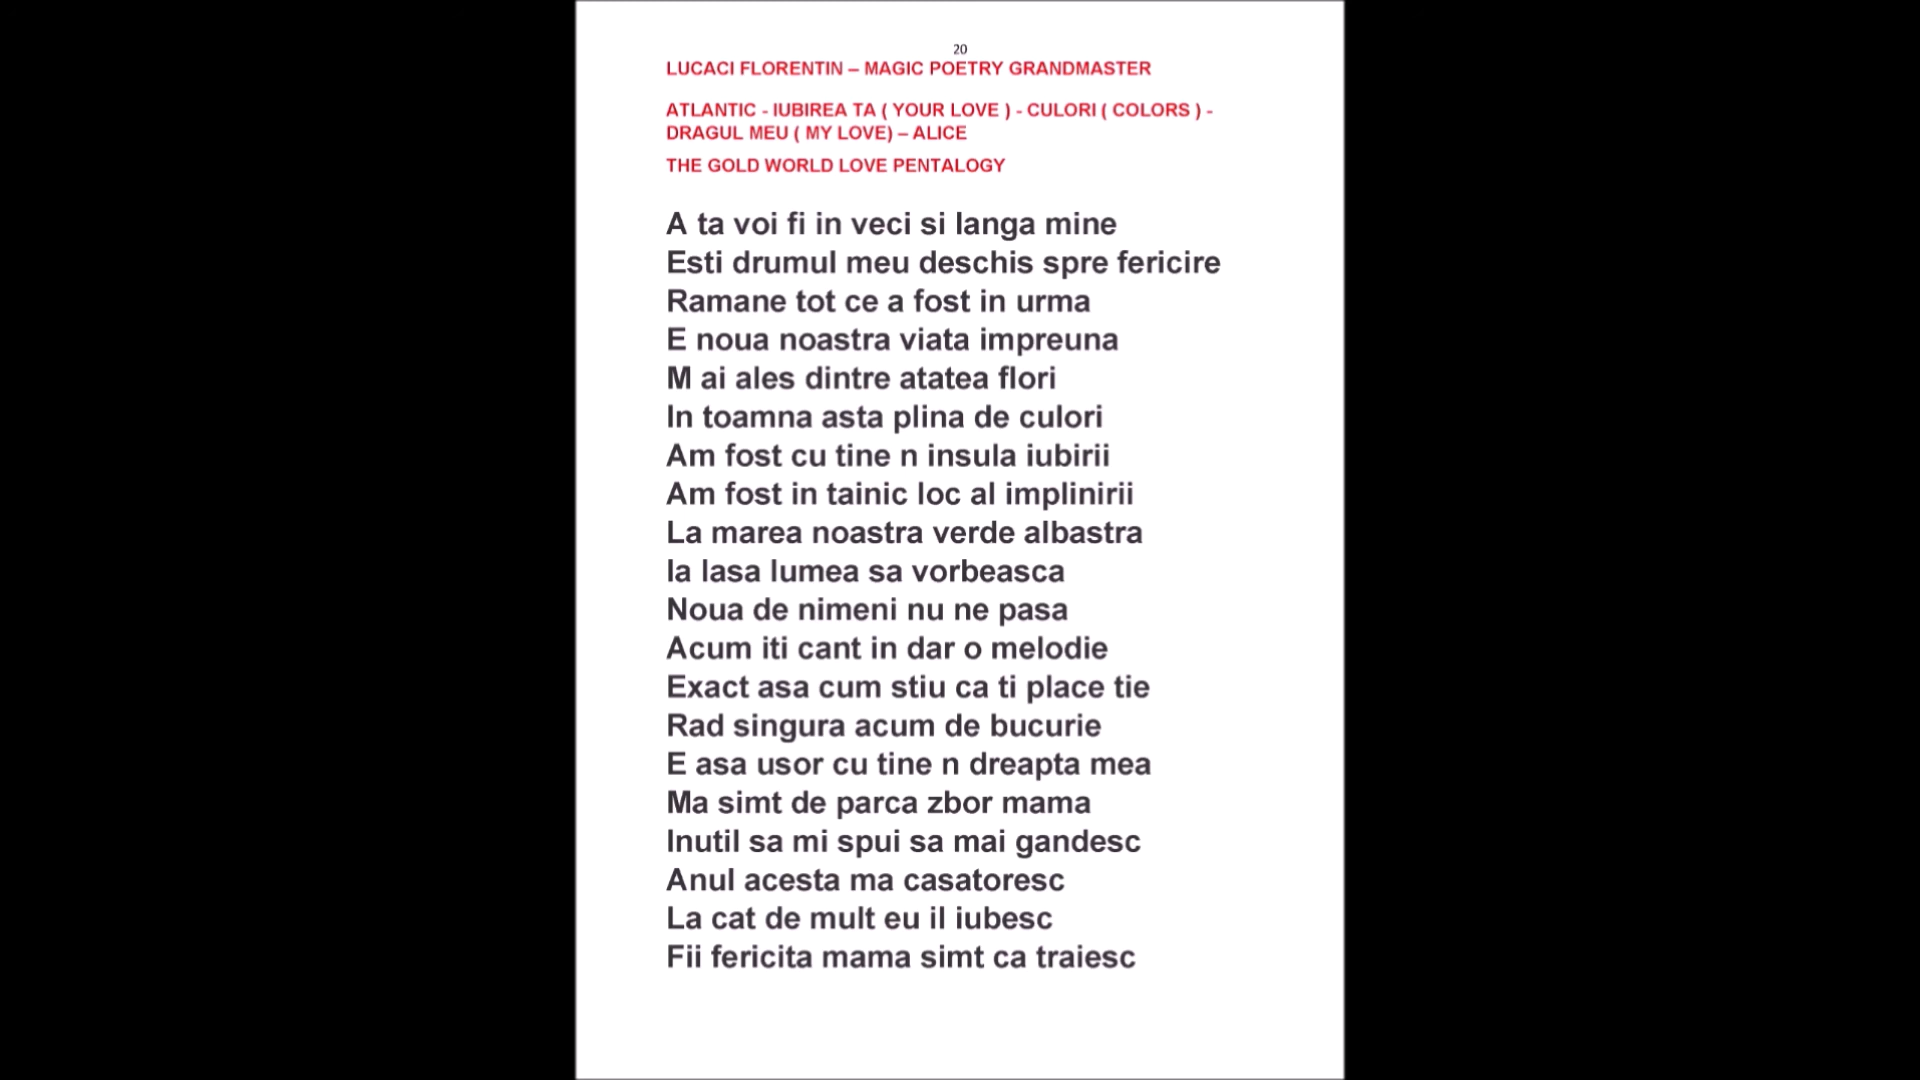 20
LUCACI FLORENTIN – MAGIC POETRY GRANDMASTER
ATLANTIC - IUBIREA TA ( YOUR LOVE ) - CULORI ( COLORS ) -
DRAGUL MEU ( MY LOVE) – ALICE
THE GOLD WORLD LOVE PENTALOGY
A ta voi fi in veci si langa mine
Esti drumul meu deschis spre fericire
Ramane tot ce a fost in urma
E noua noastra viata impreuna
M ai ales dintre atatea flori
In toamna asta plina de culori
Am fost cu tine n insula iubirii
Am fost in tainic loc al implinirii
La marea noastra verde albastra
Ia lasa lumea sa vorbeasca
Noua de nimeni nu ne pasa
Acum iti cant in dar o melodie
Exact asa cum stiu ca ti place tie
Rad singura acum de bucurie
E asa usor cu tine n dreapta mea
Ma simt de parca zbor mama
Inutil sa mi spui sa mai gandesc
Anul acesta ma casatoresc
La cat de mult eu il iubesc
Fii fericita mama simt ca traiesc